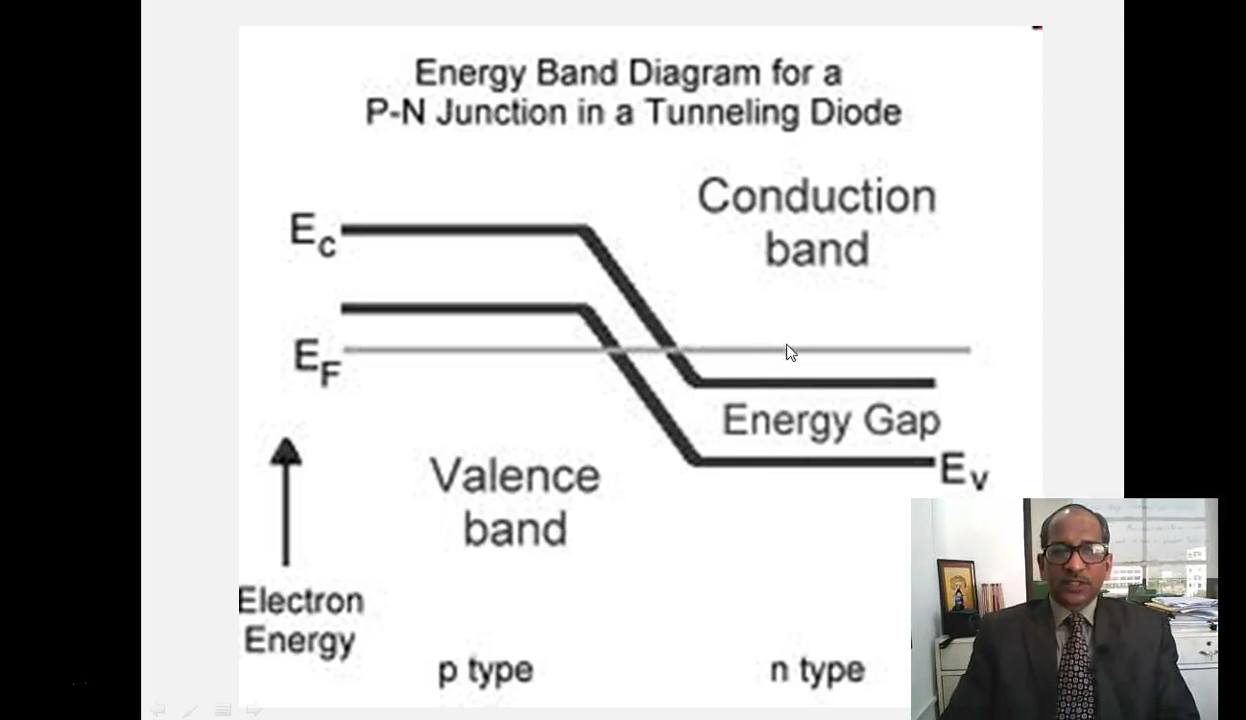 Energy Band Diagram for a
P-N Junction in a Tunneling Diode
Conduction
band
EC
EF
Energy Gap
EV
Valence
band
Electron
Energy
p type
n type